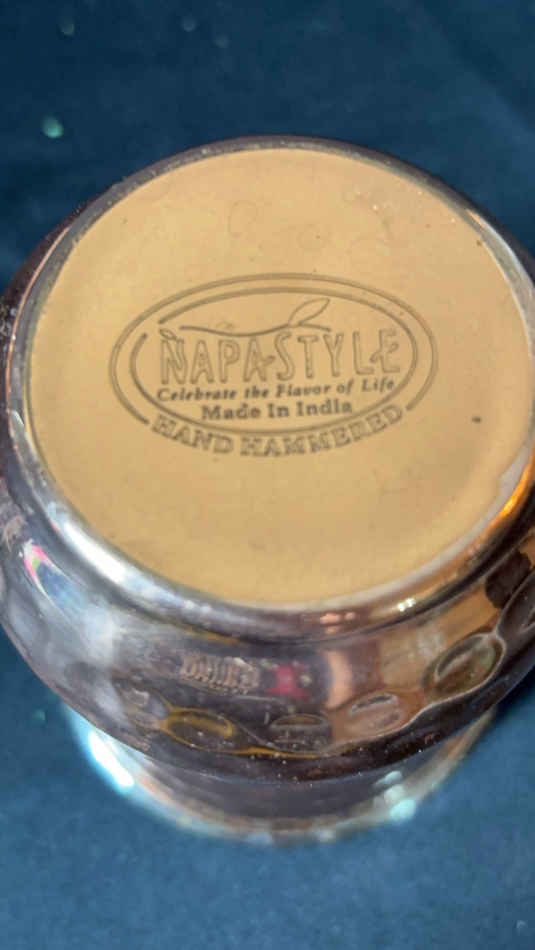 NAPASTYLE
Celebrate the Flavor of Life
Made In India
HAND HAMMERED